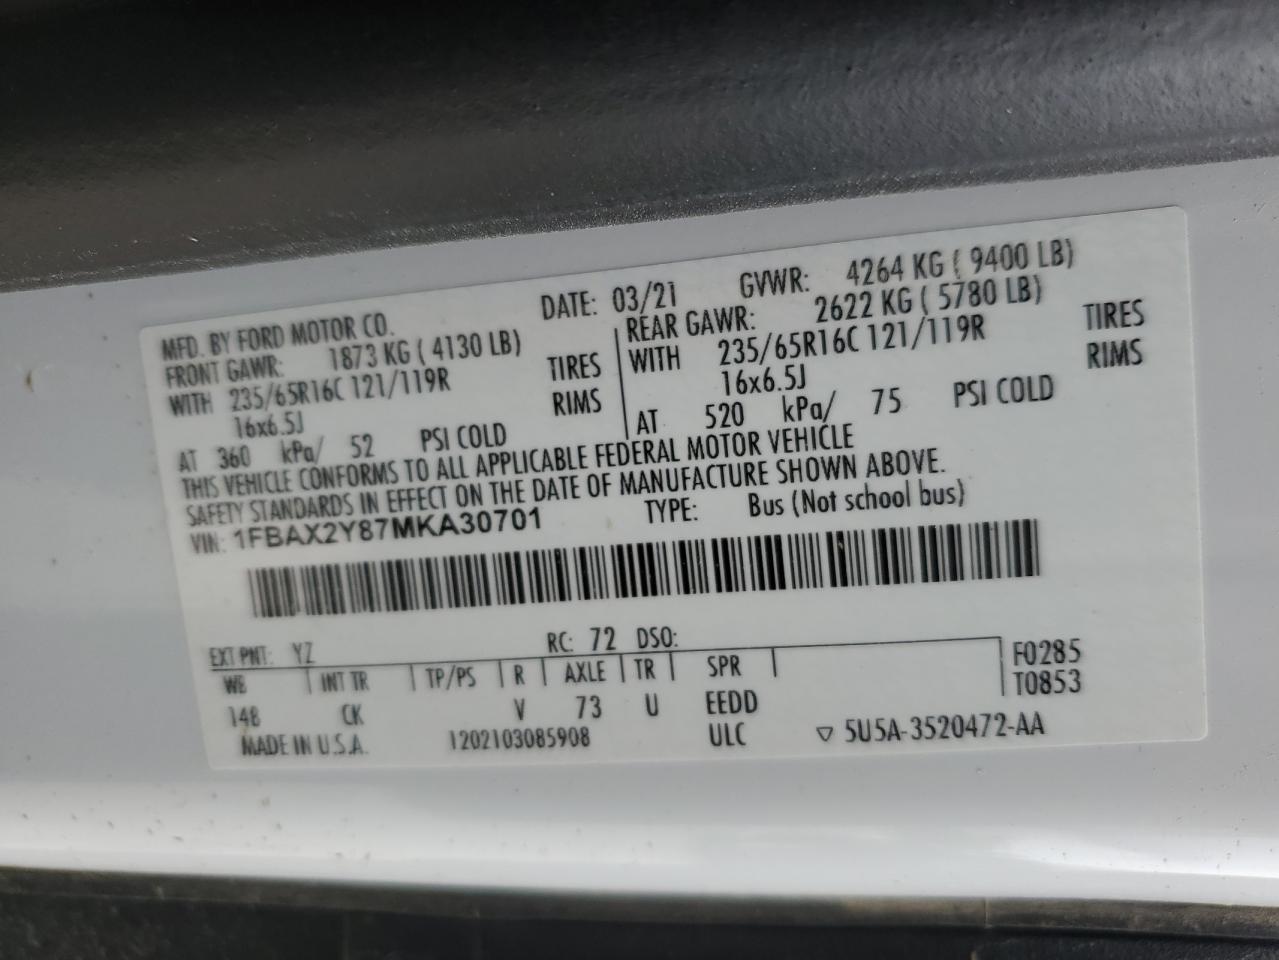 MFD. BY FORD MOTOR CO. DATE: 03/21 GVWR: 4264 KG ( 9400 LB)
FRONT GAWR: 1873 KG ( 4130 LB) REAR GAWR: 2622 KG ( 5780 LB)
WITH 235/65R16C 121/119R TIRES WITH 235/65R16C 121/119R TIRES
16x6.5J RIMS 16x6.5J RIMS
AT 360 kPa/ 52 PSI COLD AT 520 kPa/ 75 PSI COLD
THIS VEHICLE CONFORMS TO ALL APPLICABLE FEDERAL MOTOR VEHICLE
SAFETY STANDARDS IN EFFECT ON THE DATE OF MANUFACTURE SHOWN ABOVE.
VIN: 1FBAX2Y87MKA30701 TYPE: Bus (Not school bus)
EXT PNT: YZ RC: 72 DSO:
WB INT TR TP/PS R AXLE TR SPR F0285
148 CK V 73 U EEDD T0853
MADE IN U.S.A. 1202103085908 ULC ▽ 5U5A-3520472-AA